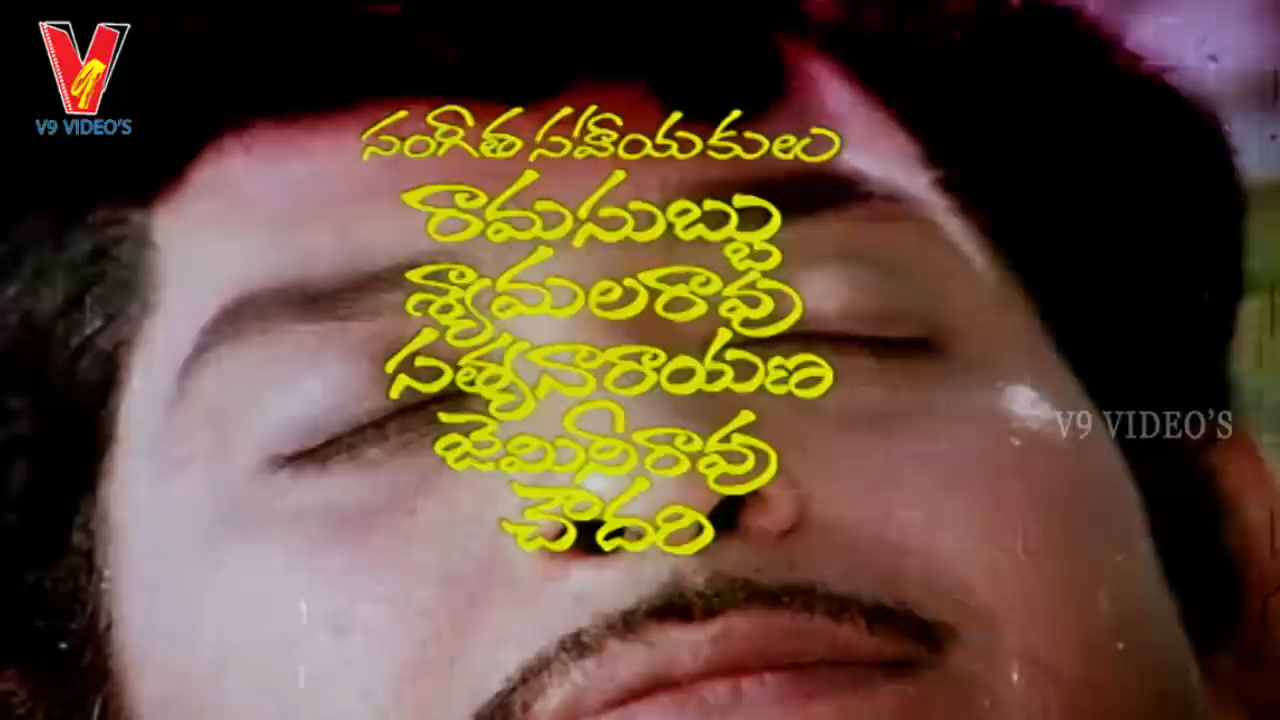 V9 VIDEO'S
సంగీత సహాయకులు
రామసుబ్బు
శ్యామలరావు
సత్యనారాయణ
జెమినీరావు
చౌదరి
V9 VIDEO'S